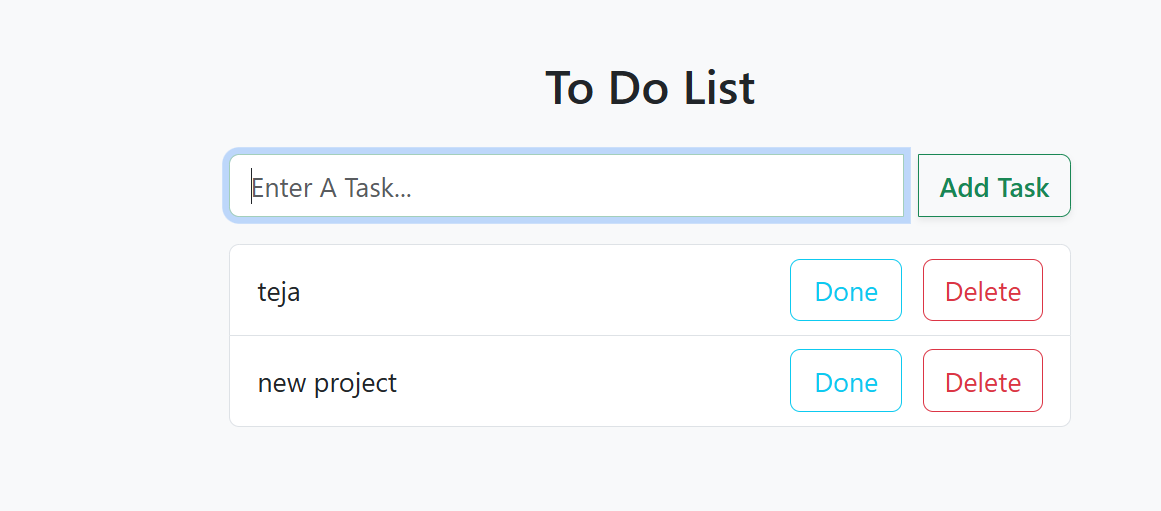 To Do List
Enter A Task... Add Task
teja Done Delete
new project Done Delete